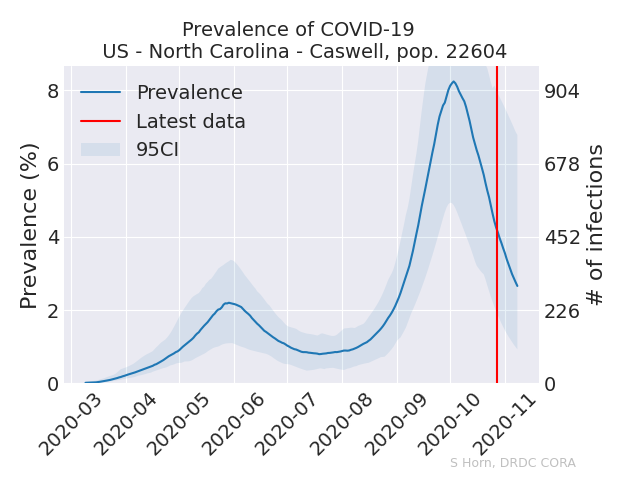 Prevalence of COVID-19
US - North Carolina - Caswell, pop. 22604
Prevalence
Latest data
95CI
Prevalence (%)
8
6
4
2
0
904
678
452
226
0
# of infections
2020-03
2020-04
2020-05
2020-06
2020-07
2020-08
2020-09
2020-10
2020-11
S Horn, DRDC CORA